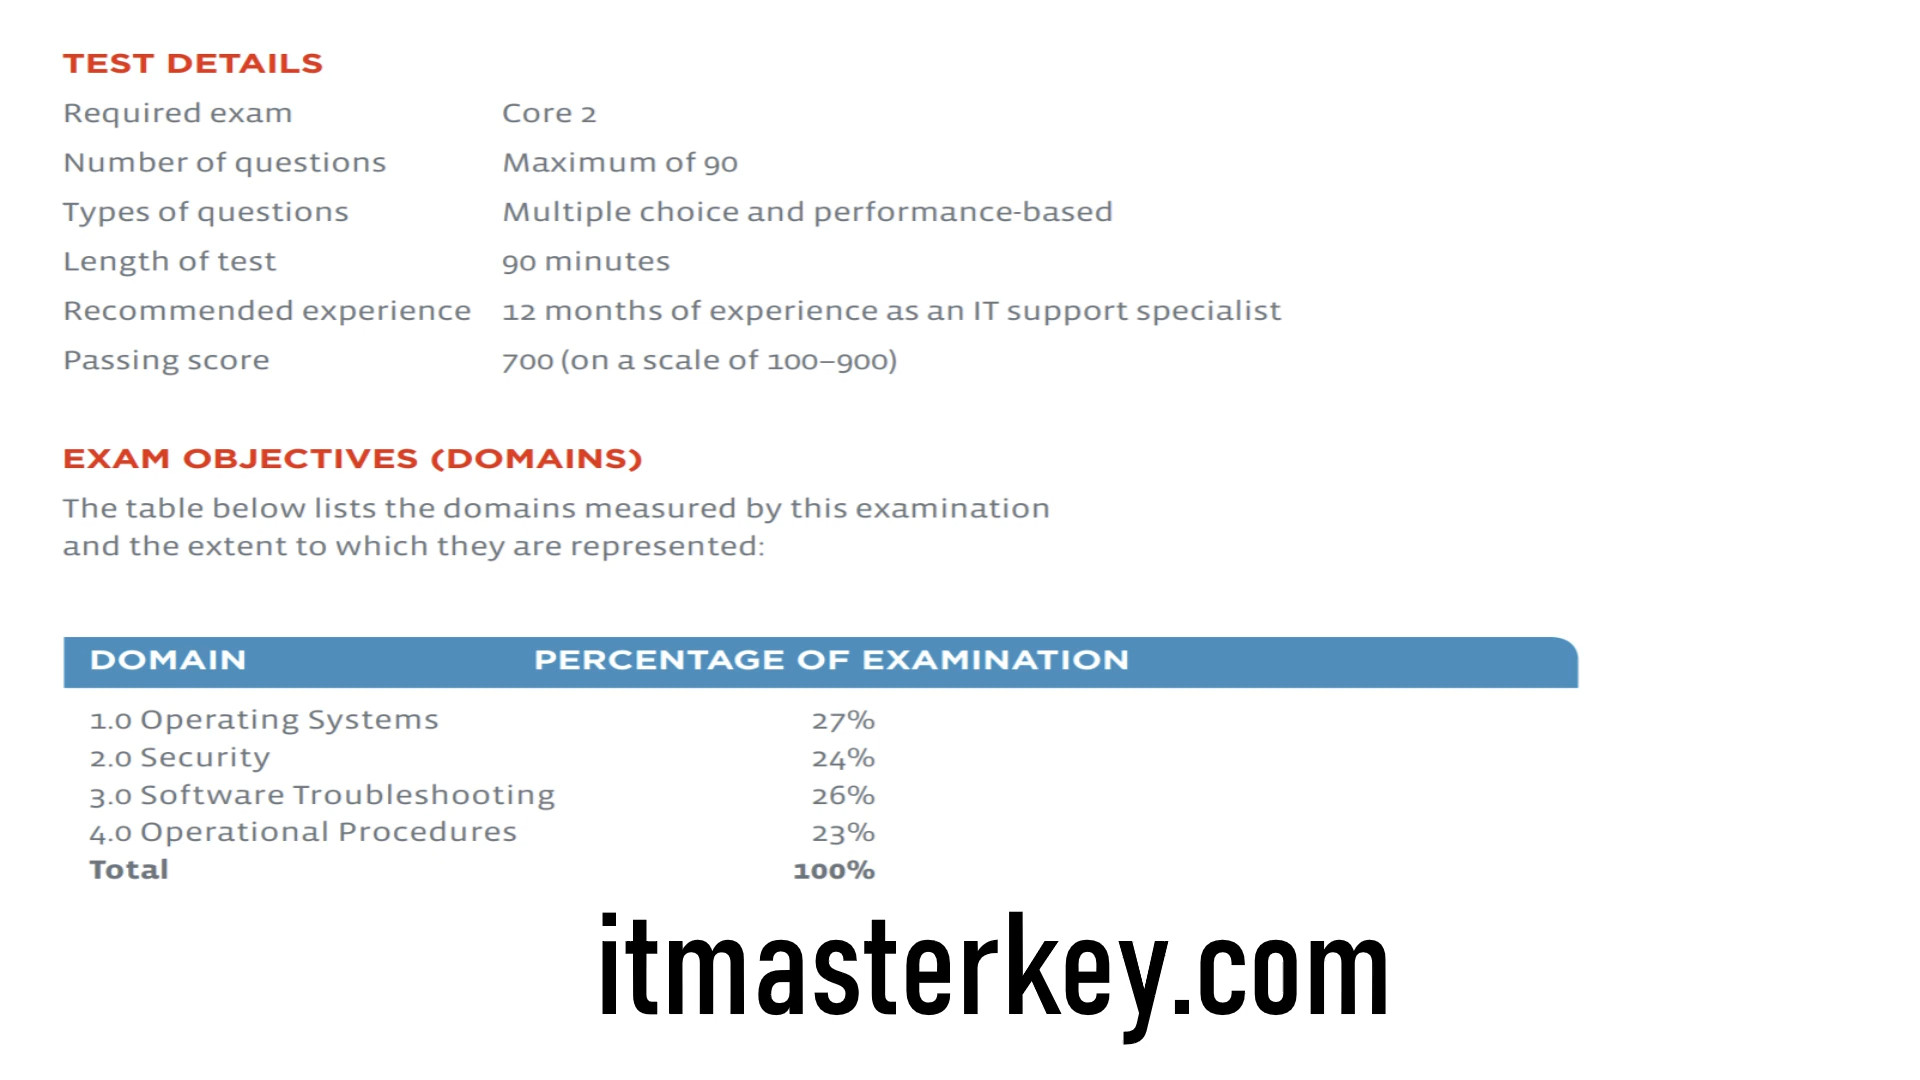 TEST DETAILS
Required exam Core 2
Number of questions Maximum of 90
Types of questions Multiple choice and performance-based
Length of test 90 minutes
Recommended experience 12 months of experience as an IT support specialist
Passing score 700 (on a scale of 100–900)
EXAM OBJECTIVES (DOMAINS)
The table below lists the domains measured by this examination
and the extent to which they are represented:
DOMAIN PERCENTAGE OF EXAMINATION
1.0 Operating Systems 27%
2.0 Security 24%
3.0 Software Troubleshooting 26%
4.0 Operational Procedures 23%
Total 100%
itmasterkey.com